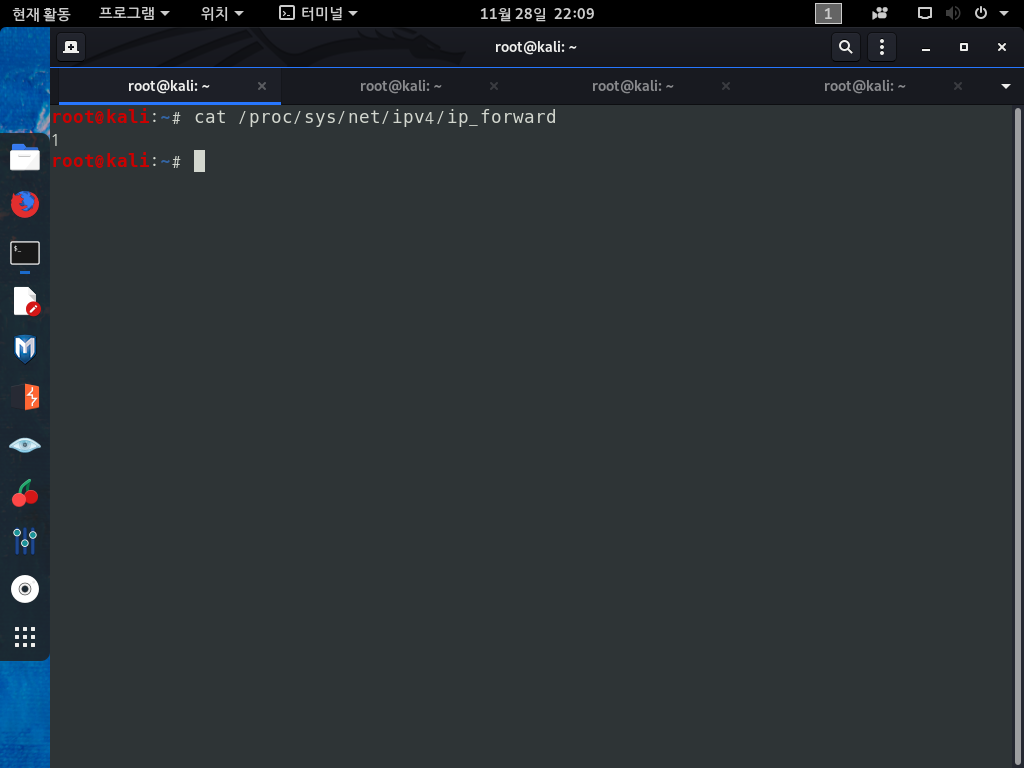 현재 활동 프로그램 위치 터미널 11월 28일 22:09 1
root@kali: ~
root@kali: ~ root@kali: ~ root@kali: ~ root@kali: ~
root@kali:~# cat /proc/sys/net/ipv4/ip_forward
1
root@kali:~#